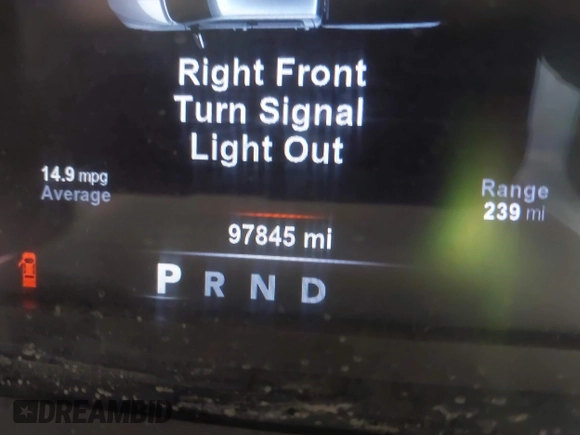 Right Front
Turn Signal
Light Out
14.9 mpg
Average
Range
239 mi
97845 mi
P R N D
DREAMBID